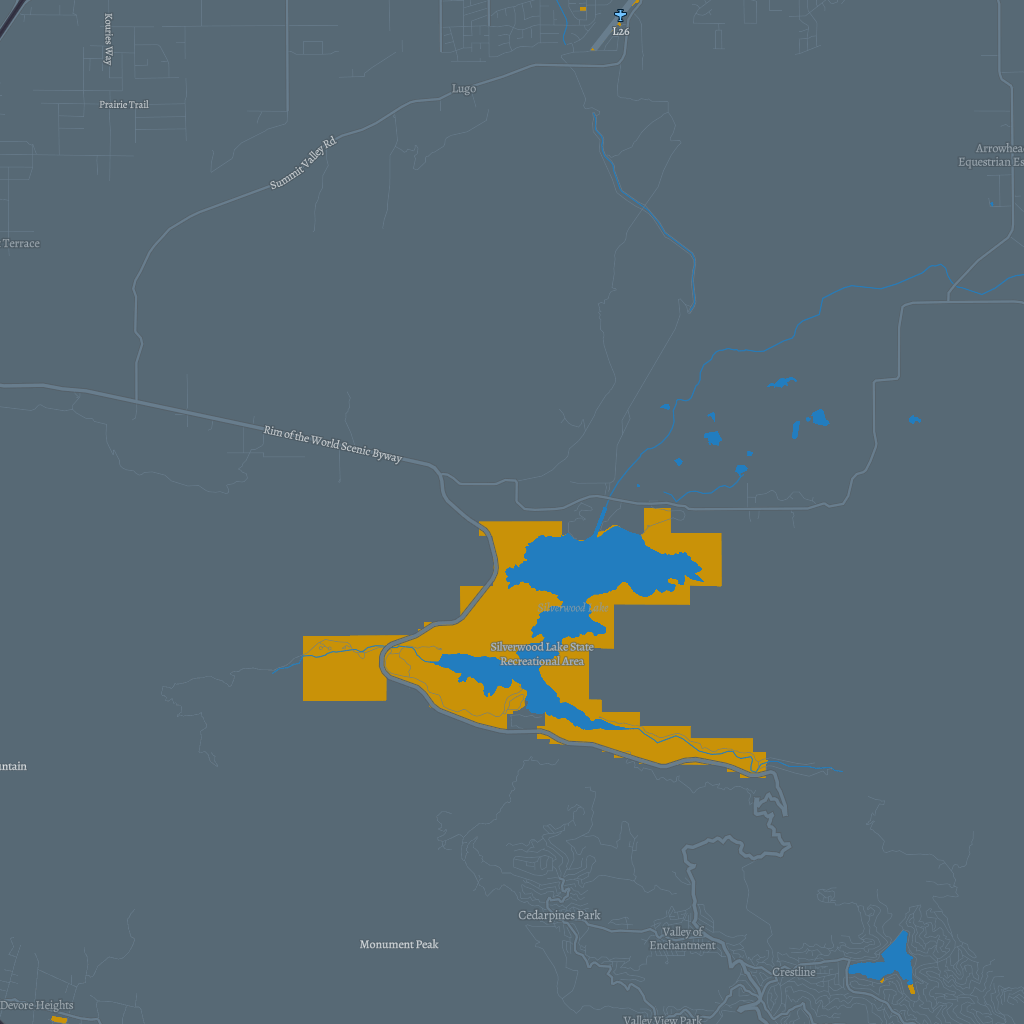 Kouries Way
L26
Prairie Trail
Lugo
Summit Valley Rd
Arrowhea
Equestrian Es
Terrace
Rim of the World Scenic Byway
Silverwood Lake
Silverwood Lake State
Recreational Area
untain
Cedarpines Park
Valley of
Enchantment
Monument Peak
Crestline
Devore Heights
Valley View Park